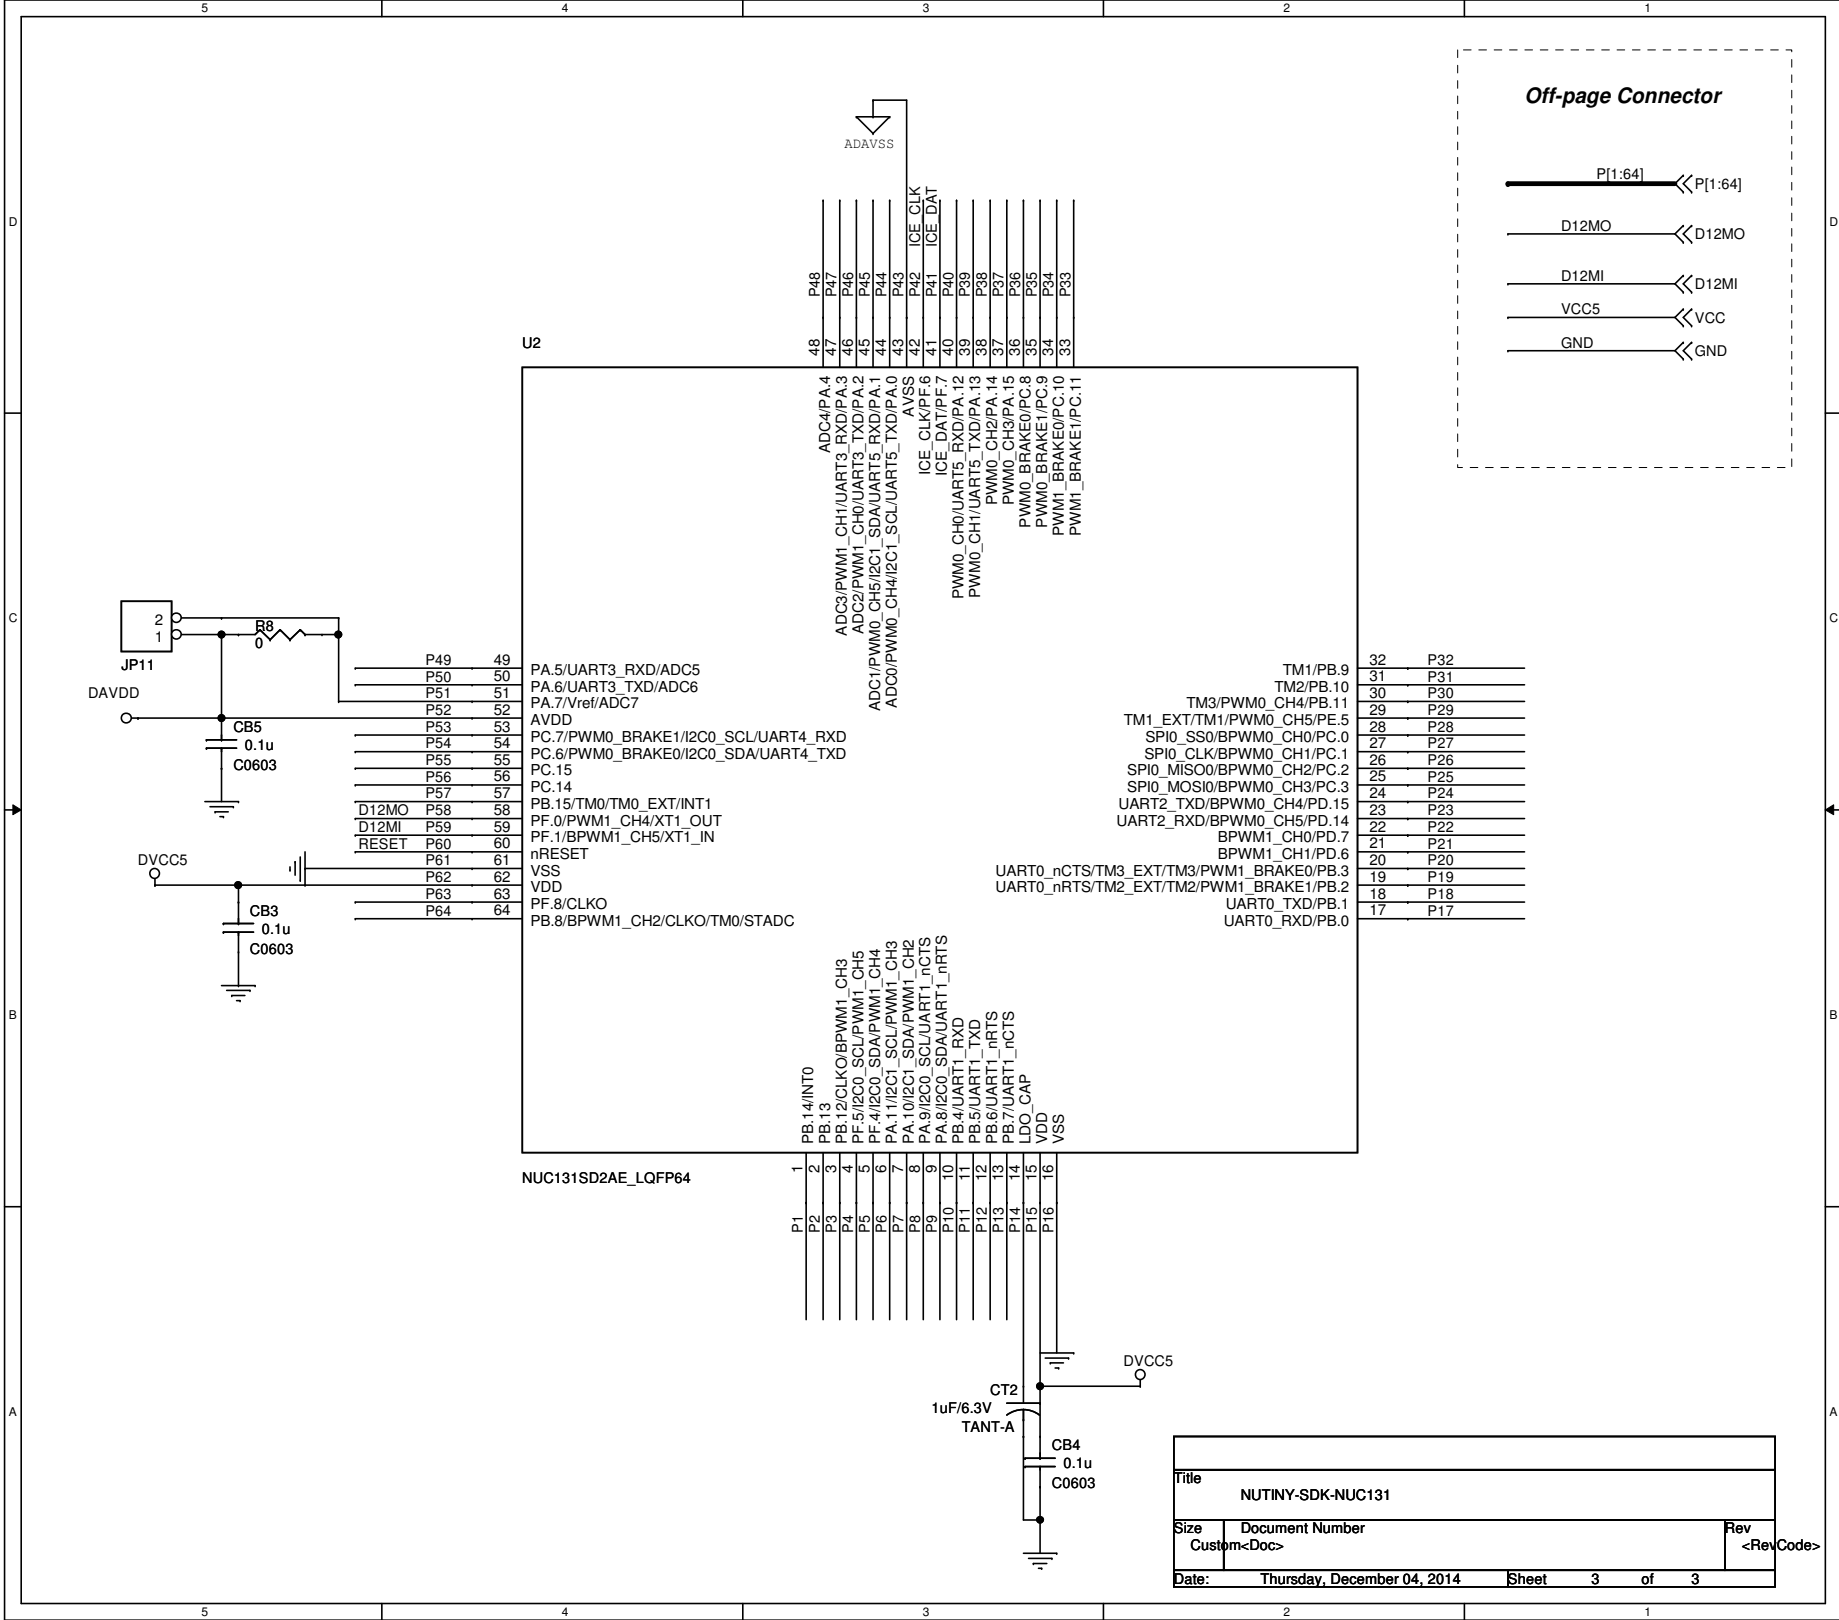 5 4 3 2 1
D
C
B
A
D
C
B
A
Off-page Connector
P[1:64] P[1:64]
D12MO D12MO
D12MI D12MI
VCC5 VCC
GND GND
ADAVSS
ICE_CLK
ICE_DAT
P48
P47
P46
P45
P44
P43
P42
P41
P40
P39
P38
P37
P36
P35
P34
P33
48
47
46
45
44
43
42
41
40
39
38
37
36
35
34
33
U2
ADC4/PA.4
ADC3/PWM1_CH1/UART3_RXD/PA.3
ADC2/PWM1_CH0/UART3_TXD/PA.2
ADC1/PWM0_CH5/I2C1_SDA/UART5_RXD/PA.1
ADC0/PWM0_CH4/I2C1_SCL/UART5_TXD/PA.0
AVSS
ICE_CLK/PF.6
ICE_DAT/PF.7
PWM0_CH0/UART5_RXD/PA.12
PWM0_CH1/UART5_TXD/PA.13
PWM0_CH2/PA.14
PWM0_CH3/PA.15
PWM0_BRAKE0/PC.8
PWM0_BRAKE1/PC.9
PWM1_BRAKE0/PC.10
PWM1_BRAKE1/PC.11
2
1
JP11
R8
0
DAVDD
CB5
0.1u
C0603
DVCC5
CB3
0.1u
C0603
P49 49 PA.5/UART3_RXD/ADC5
P50 50 PA.6/UART3_TXD/ADC6
P51 51 PA.7/Vref/ADC7
P52 52 AVDD
P53 53 PC.7/PWM0_BRAKE1/I2C0_SCL/UART4_RXD
P54 54 PC.6/PWM0_BRAKE0/I2C0_SDA/UART4_TXD
P55 55 PC.15
P56 56 PC.14
P57 57 PB.15/TM0/TM0_EXT/INT1
D12MO P58 58 PF.0/PWM1_CH4/XT1_OUT
D12MI P59 59 PF.1/BPWM1_CH5/XT1_IN
RESET P60 60 nRESET
P61 61 VSS
P62 62 VDD
P63 63 PF.8/CLKO
P64 64 PB.8/BPWM1_CH2/CLKO/TM0/STADC
TM1/PB.9 32 P32
TM2/PB.10 31 P31
TM3/PWM0_CH4/PB.11 30 P30
TM1_EXT/TM1/PWM0_CH5/PE.5 29 P29
SPI0_SS0/BPWM0_CH0/PC.0 28 P28
SPI0_CLK/BPWM0_CH1/PC.1 27 P27
SPI0_MISO0/BPWM0_CH2/PC.2 26 P26
SPI0_MOSI0/BPWM0_CH3/PC.3 25 P25
UART2_TXD/BPWM0_CH4/PD.15 24 P24
UART2_RXD/BPWM0_CH5/PD.14 23 P23
BPWM1_CH0/PD.7 22 P22
BPWM1_CH1/PD.6 21 P21
UART0_nCTS/TM3_EXT/TM3/PWM1_BRAKE0/PB.3 20 P20
UART0_nRTS/TM2_EXT/TM2/PWM1_BRAKE1/PB.2 19 P19
UART0_TXD/PB.1 18 P18
UART0_RXD/PB.0 17 P17
PB.14/INT0
PB.13
PB.12/CLKO/BPWM1_CH3
PF.5/I2C0_SCL/PWM1_CH5
PF.4/I2C0_SDA/PWM1_CH4
PA.11/I2C1_SCL/PWM1_CH3
PA.10/I2C1_SDA/PWM1_CH2
PA.9/I2C0_SCL/UART1_nCTS
PA.8/I2C0_SDA/UART1_nRTS
PB.4/UART1_RXD
PB.5/UART1_TXD
PB.6/UART1_nRTS
PB.7/UART1_nCTS
LDO_CAP
VDD
VSS
NUC131SD2AE_LQFP64
1
2
3
4
5
6
7
8
9
10
11
12
13
14
15
16
P1
P2
P3
P4
P5
P6
P7
P8
P9
P10
P11
P12
P13
P14
P15
P16
DVCC5
CT2
1uF/6.3V
TANT-A
CB4
0.1u
C0603
Title
NUTINY-SDK-NUC131
Size Document Number Rev
Custom <Doc> <RevCode>
Date: Thursday, December 04, 2014 Sheet 3 of 3
5 4 3 2 1